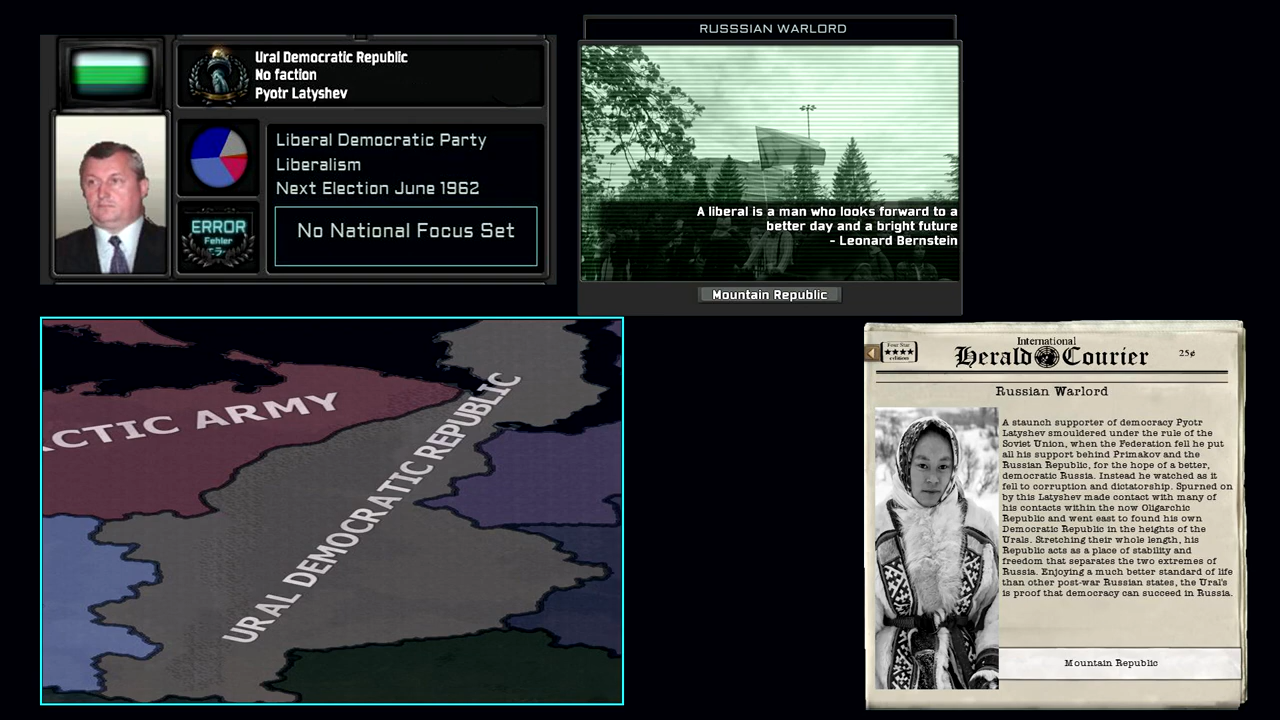 Ural Democratic Republic
No faction
Pyotr Latyshev
Liberal Democratic Party
Liberalism
Next Election June 1962
ERROR
Fehler
エラー
No National Focus Set
RUSSSIAN WARLORD
A liberal is a man who looks forward to a
better day and a bright future
- Leonard Bernstein
Mountain Republic
CTIC ARMY
URAL DEMOCRATIC REPUBLIC
Four Star
edition
International
Herald Courier
25¢
Russian Warlord
A staunch supporter of democracy Pyotr
Latyshev smouldered under the rule of the
Soviet Union, when the Federation fell he put
all his support behind Primakov and the
Russian Republic, for the hope of a better,
democratic Russia. Instead he watched as it
fell to corruption and dictatorship. Spurned on
by this Latyshev made contact with many of
his contacts within the now Oligarchic
Republic and went east to found his own
Democratic Republic in the heights of the
Urals. Stretching their whole length, his
Republic acts as a place of stability and
freedom that separates the two extremes of
Russia. Enjoying a much better standard of life
than other post-war Russian states, the Ural's
is proof that democracy can succeed in Russia.
Mountain Republic